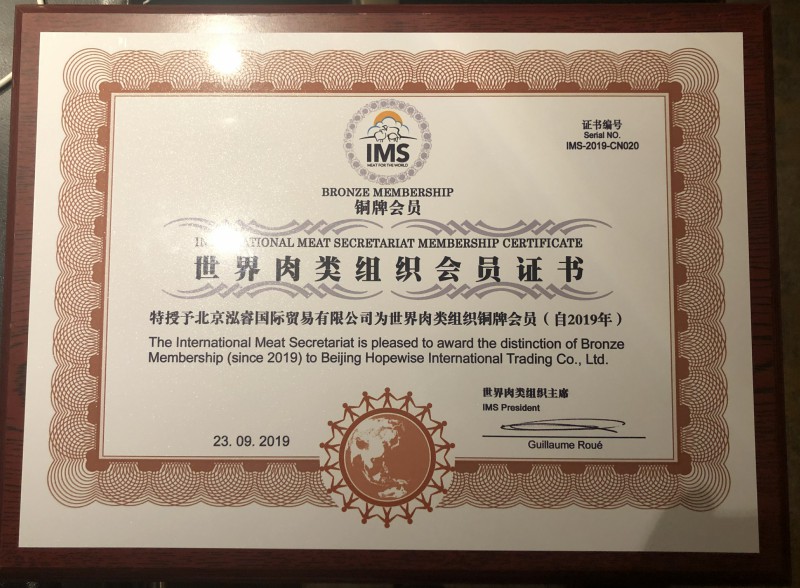 IMS
MEAT FOR THE WORLD
证书编号
Serial NO.
IMS-2019-CN020
BRONZE MEMBERSHIP
铜牌会员
INTERNATIONAL MEAT SECRETARIAT MEMBERSHIP CERTIFICATE
世界肉类组织会员证书
特授予北京泓睿国际贸易有限公司为世界肉类组织铜牌会员（自2019年）
The International Meat Secretariat is pleased to award the distinction of Bronze
Membership (since 2019) to Beijing Hopewise International Trading Co., Ltd.
世界肉类组织主席
IMS President
23. 09. 2019
Guillaume Roué